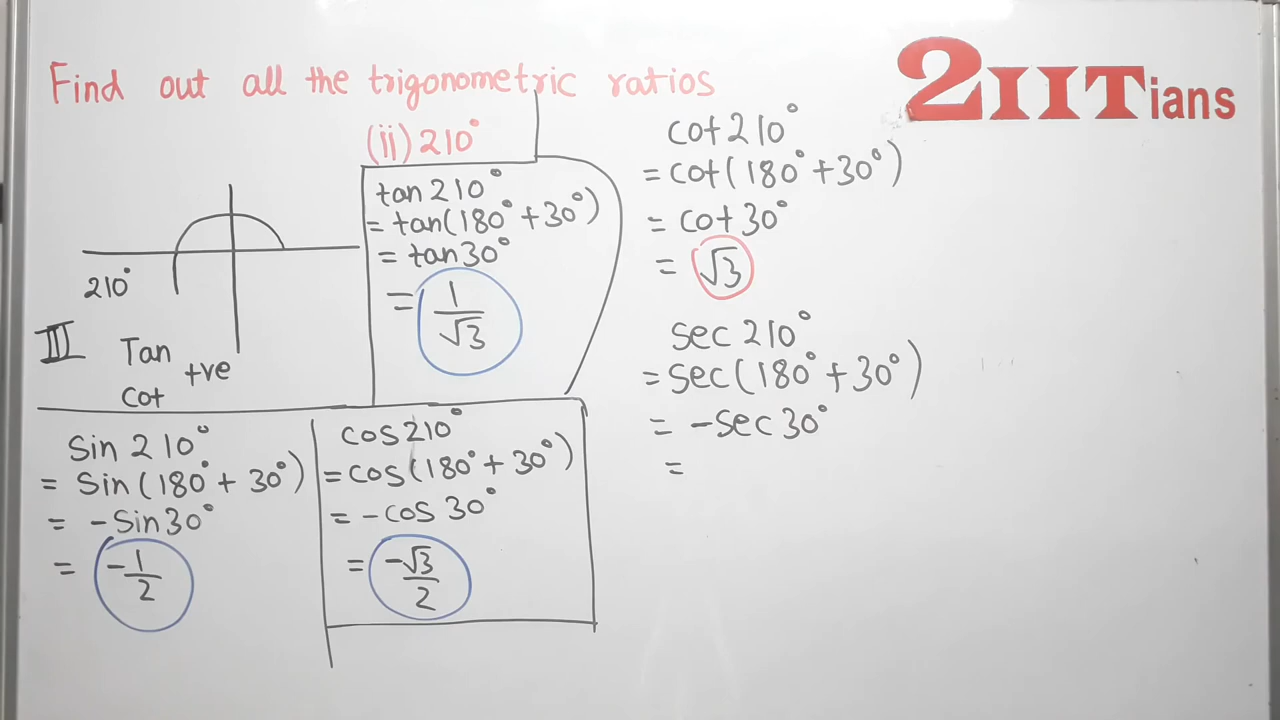 Find out all the trigonometric ratios
2IITians
(ii) 210°
210°
III
Tan
Cot
+ve
tan 210°
= tan(180° + 30°)
= tan 30°
= 1/√3
Sin 210°
= Sin (180° + 30°)
= -Sin 30°
= -1/2
cos 210°
= cos (180° + 30°)
= -cos 30°
= -√3/2
cot 210°
= cot (180° + 30°)
= cot 30°
= √3
sec 210°
= sec (180° + 30°)
= -sec 30°
=